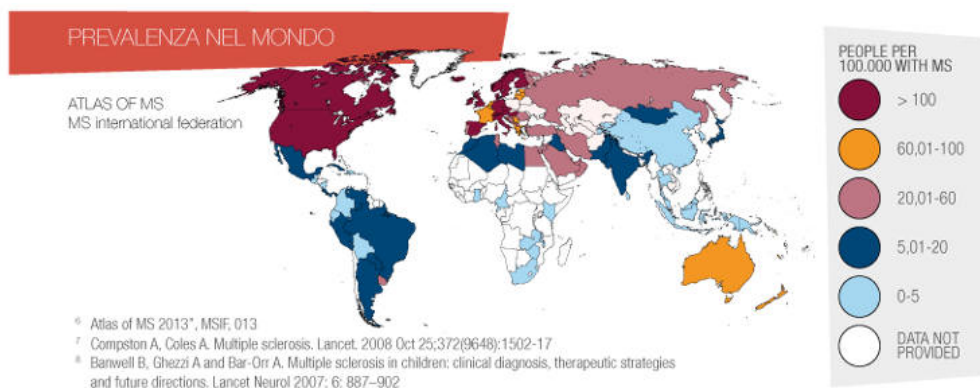 PREVALENZA NEL MONDO
ATLAS OF MS
MS international federation
PEOPLE PER
100.000 WITH MS
> 100
60,01-100
20,01-60
5,01-20
0-5
DATA NOT
PROVIDED
6 Atlas of MS 2013", MSIF, 013
7 Compston A, Coles A. Multiple sclerosis. Lancet. 2008 Oct 25;372(9648):1502-17
8 Banwell B, Ghezzi A and Bar-Orr A. Multiple sclerosis in children: clinical diagnosis, therapeutic strategies
and future directions. Lancet Neurol 2007; 6: 887–902